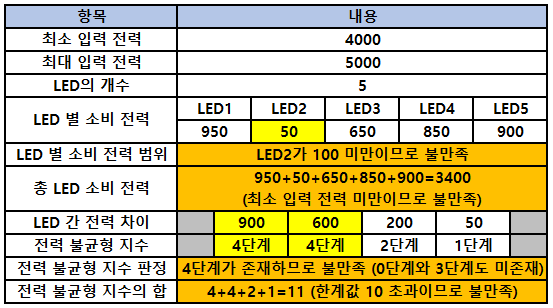 항목 내용
최소 입력 전력 4000
최대 입력 전력 5000
LED의 개수 5
LED 별 소비 전력
LED1 LED2 LED3 LED4 LED5
950 50 650 850 900
LED 별 소비 전력 범위 LED2가 100 미만이므로 불만족
총 LED 소비 전력
950+50+650+850+900=3400
(최소 입력 전력 미만이므로 불만족)
LED 간 전력 차이 900 600 200 50
전력 불균형 지수 4단계 4단계 2단계 1단계
전력 불균형 지수 판정 4단계가 존재하므로 불만족 (0단계와 3단계도 미존재)
전력 불균형 지수의 합 4+4+2+1=11 (한계값 10 초과이므로 불만족)